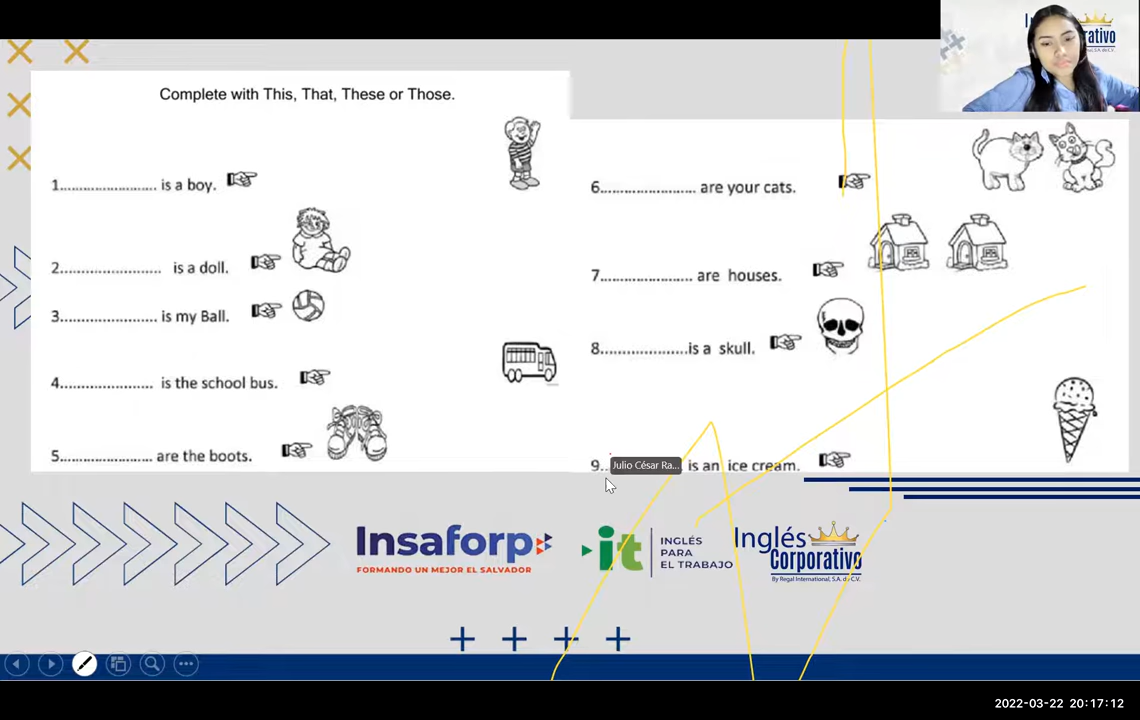 Complete with This, That, These or Those.
1........................... is a boy.
2.......................... is a doll.
3......................... is my Ball.
4........................ is the school bus.
5........................ are the boots.
6......................... are your cats.
7........................ are houses.
8.....................is a skull.
9.. is an ice cream.
Julio César Ra...
Insaforp
FORMANDO UN MEJOR EL SALVADOR
it
INGLÉS
PARA
EL TRABAJO
Inglés
Corporativo
By Regal International, S.A. de C.V.
2022-03-22 20:17:12